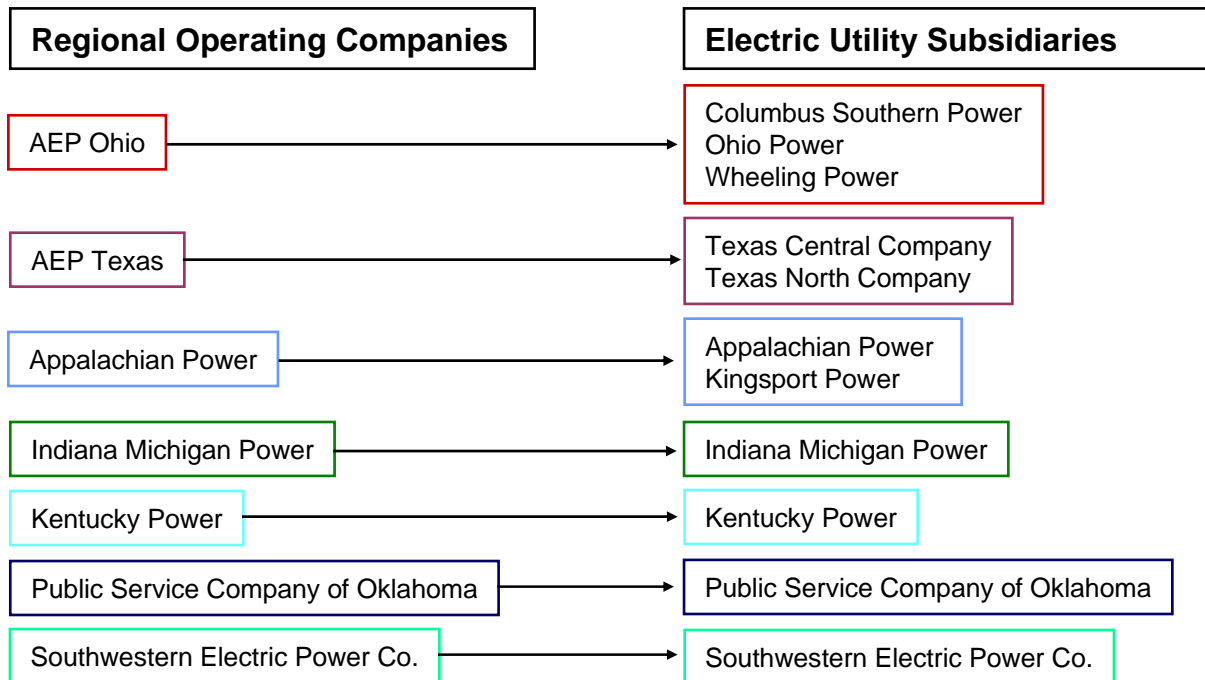 Regional Operating Companies
Electric Utility Subsidiaries
AEP Ohio
Columbus Southern Power
Ohio Power
Wheeling Power
AEP Texas
Texas Central Company
Texas North Company
Appalachian Power
Appalachian Power
Kingsport Power
Indiana Michigan Power
Indiana Michigan Power
Kentucky Power
Kentucky Power
Public Service Company of Oklahoma
Public Service Company of Oklahoma
Southwestern Electric Power Co.
Southwestern Electric Power Co.